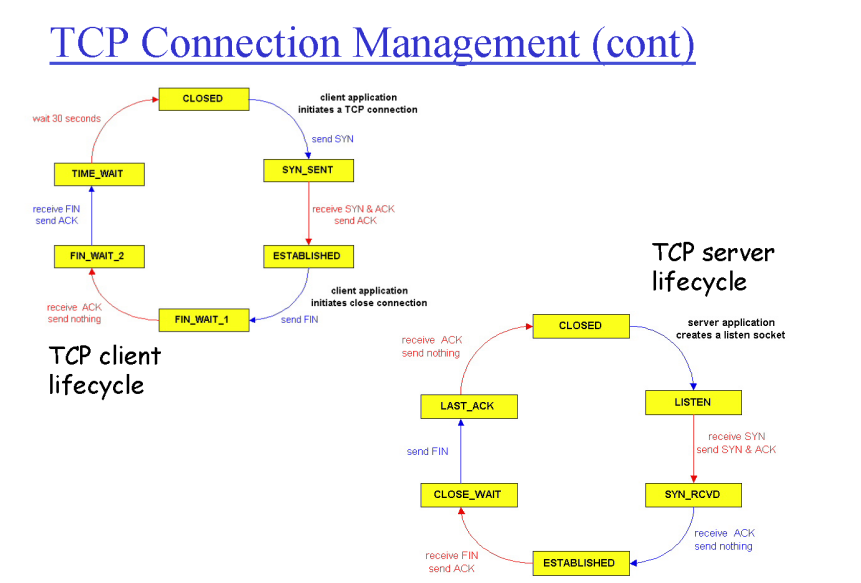 TCP Connection Management (cont)
CLOSED
client application
initiates a TCP connection
wait 30 seconds
send SYN
TIME_WAIT
SYN_SENT
receive FIN
send ACK
receive SYN & ACK
send ACK
FIN_WAIT_2
ESTABLISHED
client application
initiates close connection
receive ACK
send nothing
FIN_WAIT_1
send FIN
TCP client
lifecycle
TCP server
lifecycle
CLOSED
server application
creates a listen socket
receive ACK
send nothing
LAST_ACK
LISTEN
send FIN
receive SYN
send SYN & ACK
CLOSE_WAIT
SYN_RCVD
receive ACK
send nothing
receive FIN
send ACK
ESTABLISHED